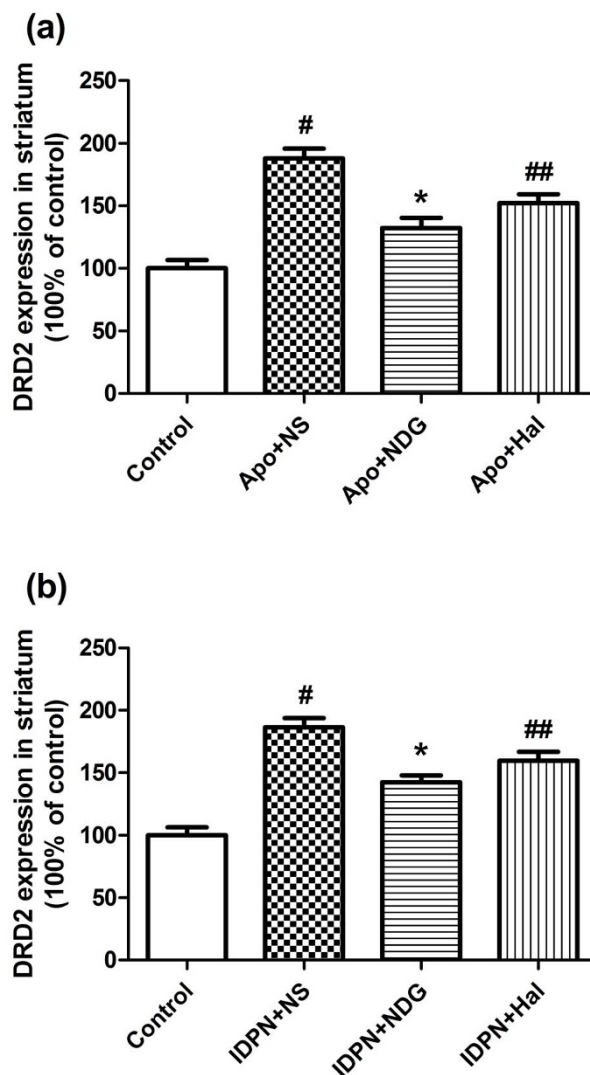 (a)
DRD2 expression in striatum
(100% of control)
250
200
150
100
50
0
#
*
##
Control
Apo+NS
Apo+NDG
Apo+Hal
(b)
DRD2 expression in striatum
(100% of control)
250
200
150
100
50
0
#
*
##
Control
IDPN+NS
IDPN+NDG
IDPN+Hal